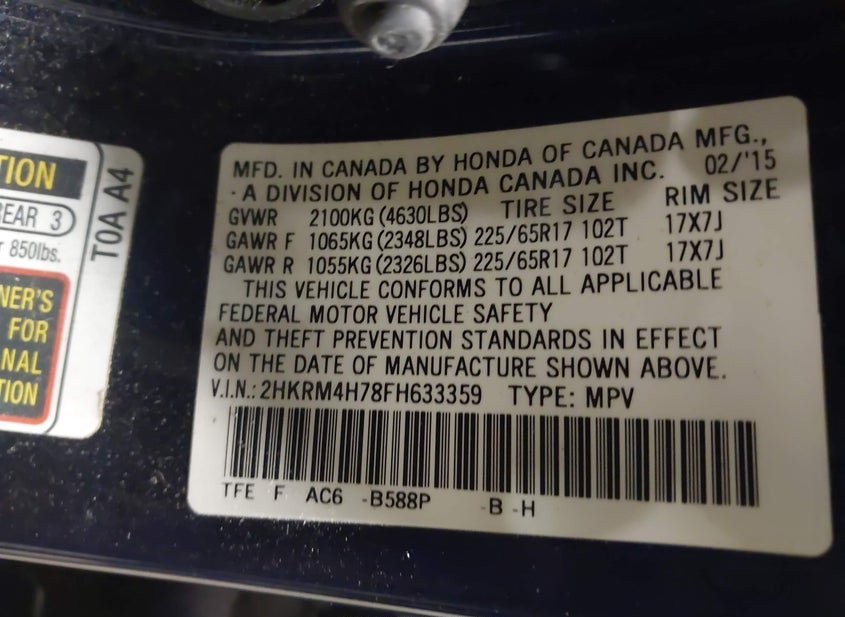 TION
REAR 3
r 850lbs.
NER'S
FOR
NAL
TION
T0A A4
MFD. IN CANADA BY HONDA OF CANADA MFG.,
A DIVISION OF HONDA CANADA INC. 02/'15
GVWR 2100KG (4630LBS) TIRE SIZE RIM SIZE
GAWR F 1065KG (2348LBS) 225/65R17 102T 17X7J
GAWR R 1055KG (2326LBS) 225/65R17 102T 17X7J
THIS VEHICLE CONFORMS TO ALL APPLICABLE
FEDERAL MOTOR VEHICLE SAFETY
AND THEFT PREVENTION STANDARDS IN EFFECT
ON THE DATE OF MANUFACTURE SHOWN ABOVE.
V.I.N.: 2HKRM4H78FH633359 TYPE: MPV
TFE F AC6 -B588P -B -H